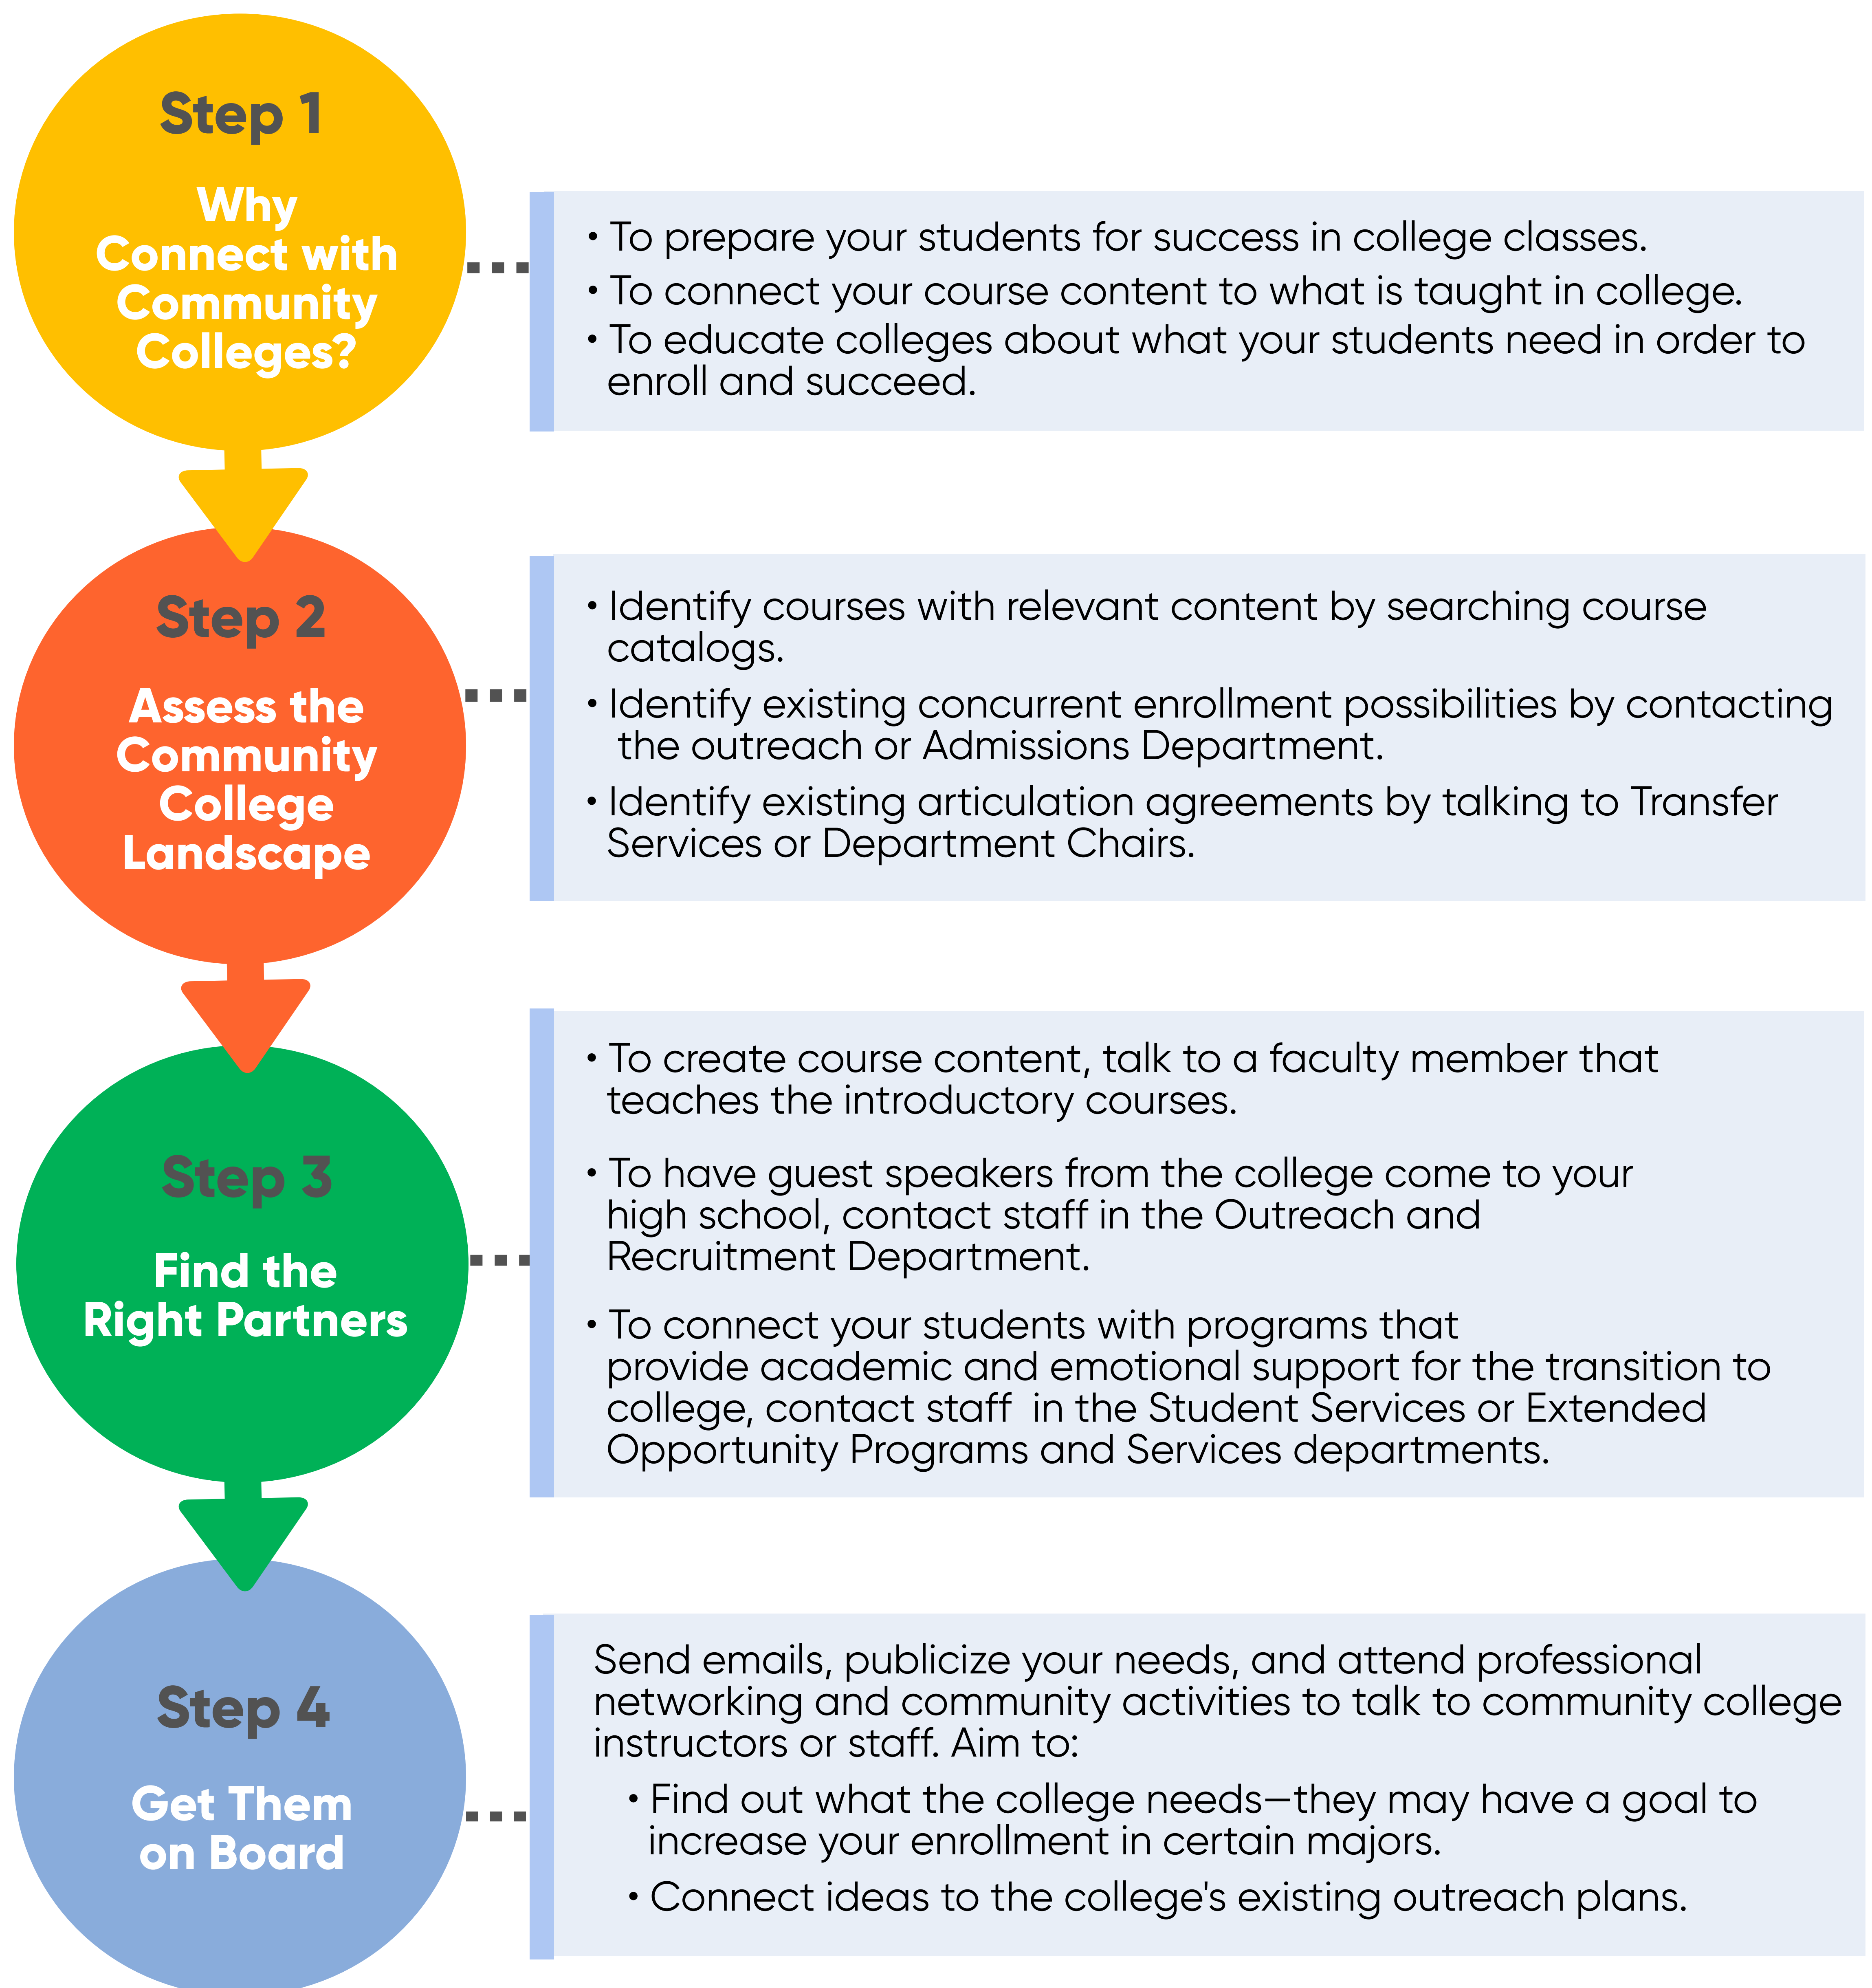 Step 1
Why
Connect with
Community
Colleges?
• To prepare your students for success in college classes.
• To connect your course content to what is taught in college.
• To educate colleges about what your students need in order to
enroll and succeed.
Step 2
Assess the
Community
College
Landscape
• Identify courses with relevant content by searching course
catalogs.
• Identify existing concurrent enrollment possibilities by contacting
the outreach or Admissions Department.
• Identify existing articulation agreements by talking to Transfer
Services or Department Chairs.
Step 3
Find the
Right Partners
• To create course content, talk to a faculty member that
teaches the introductory courses.
• To have guest speakers from the college come to your
high school, contact staff in the Outreach and
Recruitment Department.
• To connect your students with programs that
provide academic and emotional support for the transition to
college, contact staff in the Student Services or Extended
Opportunity Programs and Services departments.
Step 4
Get Them
on Board
Send emails, publicize your needs, and attend professional
networking and community activities to talk to community college
instructors or staff. Aim to:
• Find out what the college needs—they may have a goal to
increase your enrollment in certain majors.
• Connect ideas to the college's existing outreach plans.